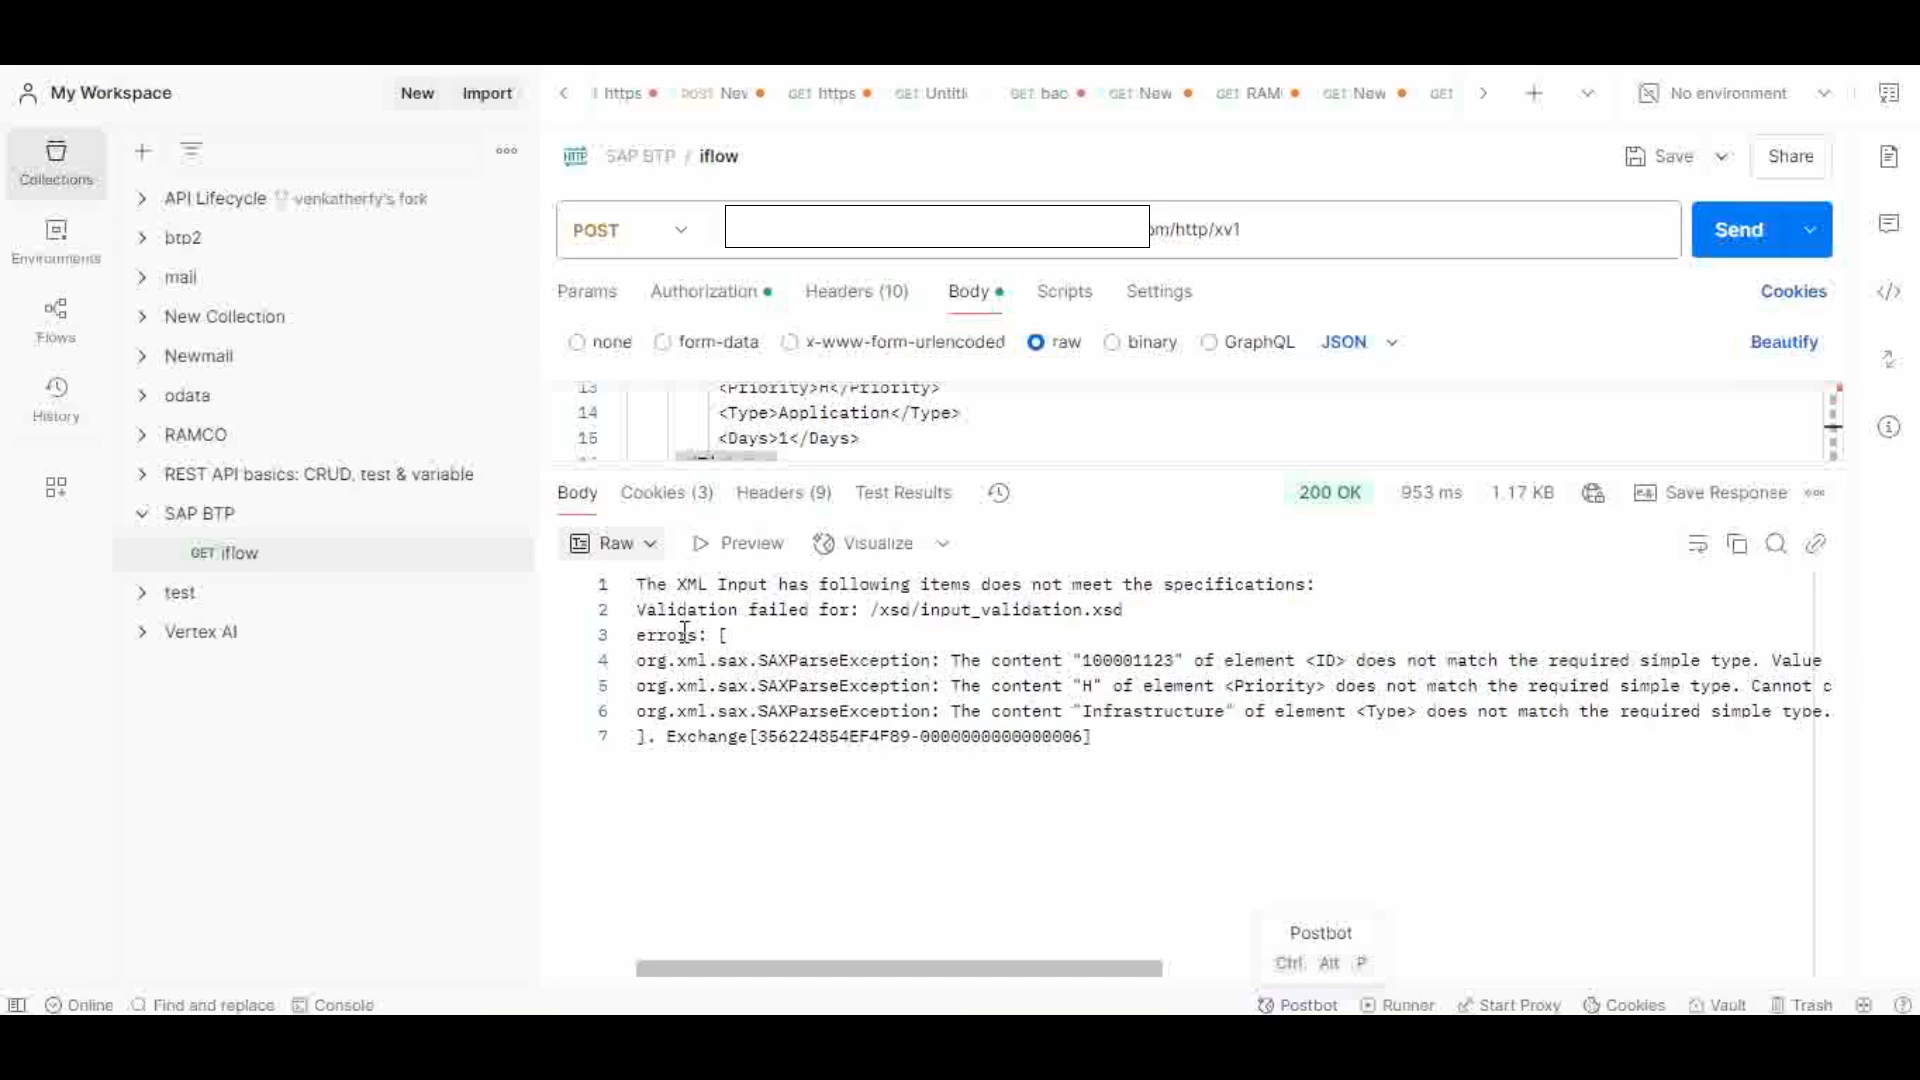 My Workspace
New
Import
https
POST New
GET https
GET Untitl
GET bac
GET New
GET RAM
GET New
GET
No environment
Collections
Environments
Flows
History
API Lifecycle venkatherfy's fork
btp2
mail
New Collection
Newmail
odata
RAMCO
REST API basics: CRUD, test & variable
SAP BTP
GET iflow
test
Vertex AI
HTTP SAP BTP / iflow
Save
Share
POST
om/http/xv1
Send
Params Authorization Headers (10) Body Scripts Settings
Cookies
none form-data x-www-form-urlencoded raw binary GraphQL JSON
Beautify
13 <Priority>H</Priority>
14 <Type>Application</Type>
15 <Days>1</Days>
Body Cookies (3) Headers (9) Test Results
200 OK 953 ms 1.17 KB Save Response
Raw Preview Visualize
1 The XML Input has following items does not meet the specifications:
2 Validation failed for: /xsd/input_validation.xsd
3 errors: [
4 org.xml.sax.SAXParseException: The content "100001123" of element <ID> does not match the required simple type. Value
5 org.xml.sax.SAXParseException: The content "H" of element <Priority> does not match the required simple type. Cannot c
6 org.xml.sax.SAXParseException: The content "Infrastructure" of element <Type> does not match the required simple type.
7 ]. Exchange[356224854EF4F89-0000000000000006]
Postbot
Ctrl Alt P
Online Find and replace Console
Postbot Runner Start Proxy Cookies Vault Trash